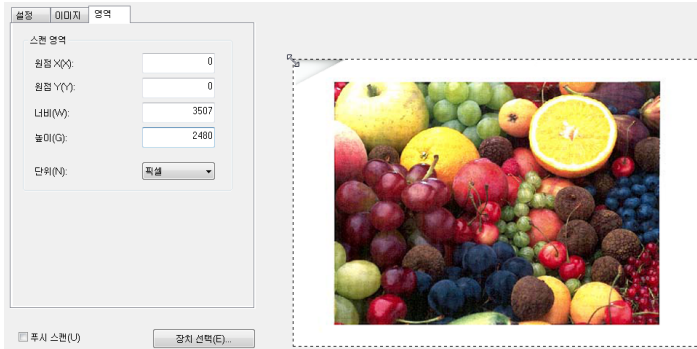 설정 이미지 영역
스캔 영역
원점 X(X): 0
원점 Y(Y): 0
너비(W): 3507
높이(G): 2480
단위(N): 픽셀
푸시 스캔(U) 장치 선택(E)...